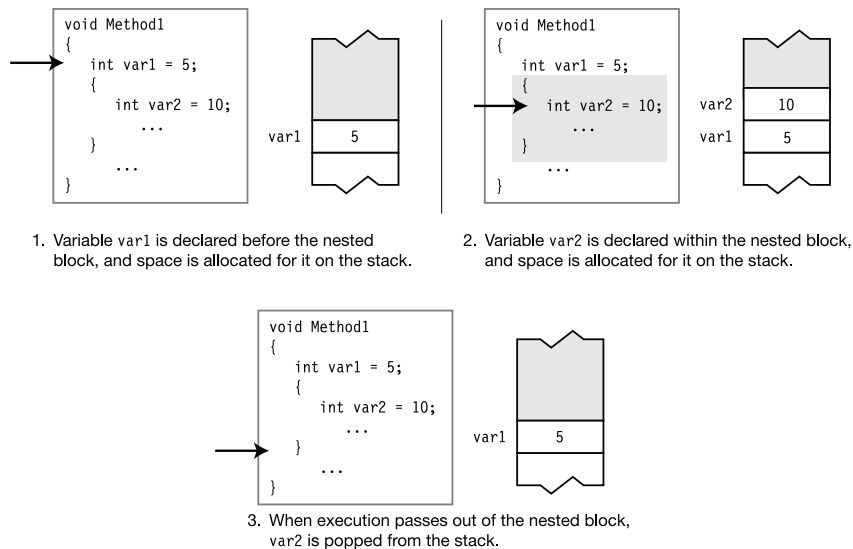 void Method1
{
int var1 = 5;
{
int var2 = 10;
...
}
...
}
var1 5
1. Variable var1 is declared before the nested
block, and space is allocated for it on the stack.
void Method1
{
int var1 = 5;
{
int var2 = 10;
...
}
...
}
var2 10
var1 5
2. Variable var2 is declared within the nested block,
and space is allocated for it on the stack.
void Method1
{
int var1 = 5;
{
int var2 = 10;
...
}
...
}
var1 5
3. When execution passes out of the nested block,
var2 is popped from the stack.